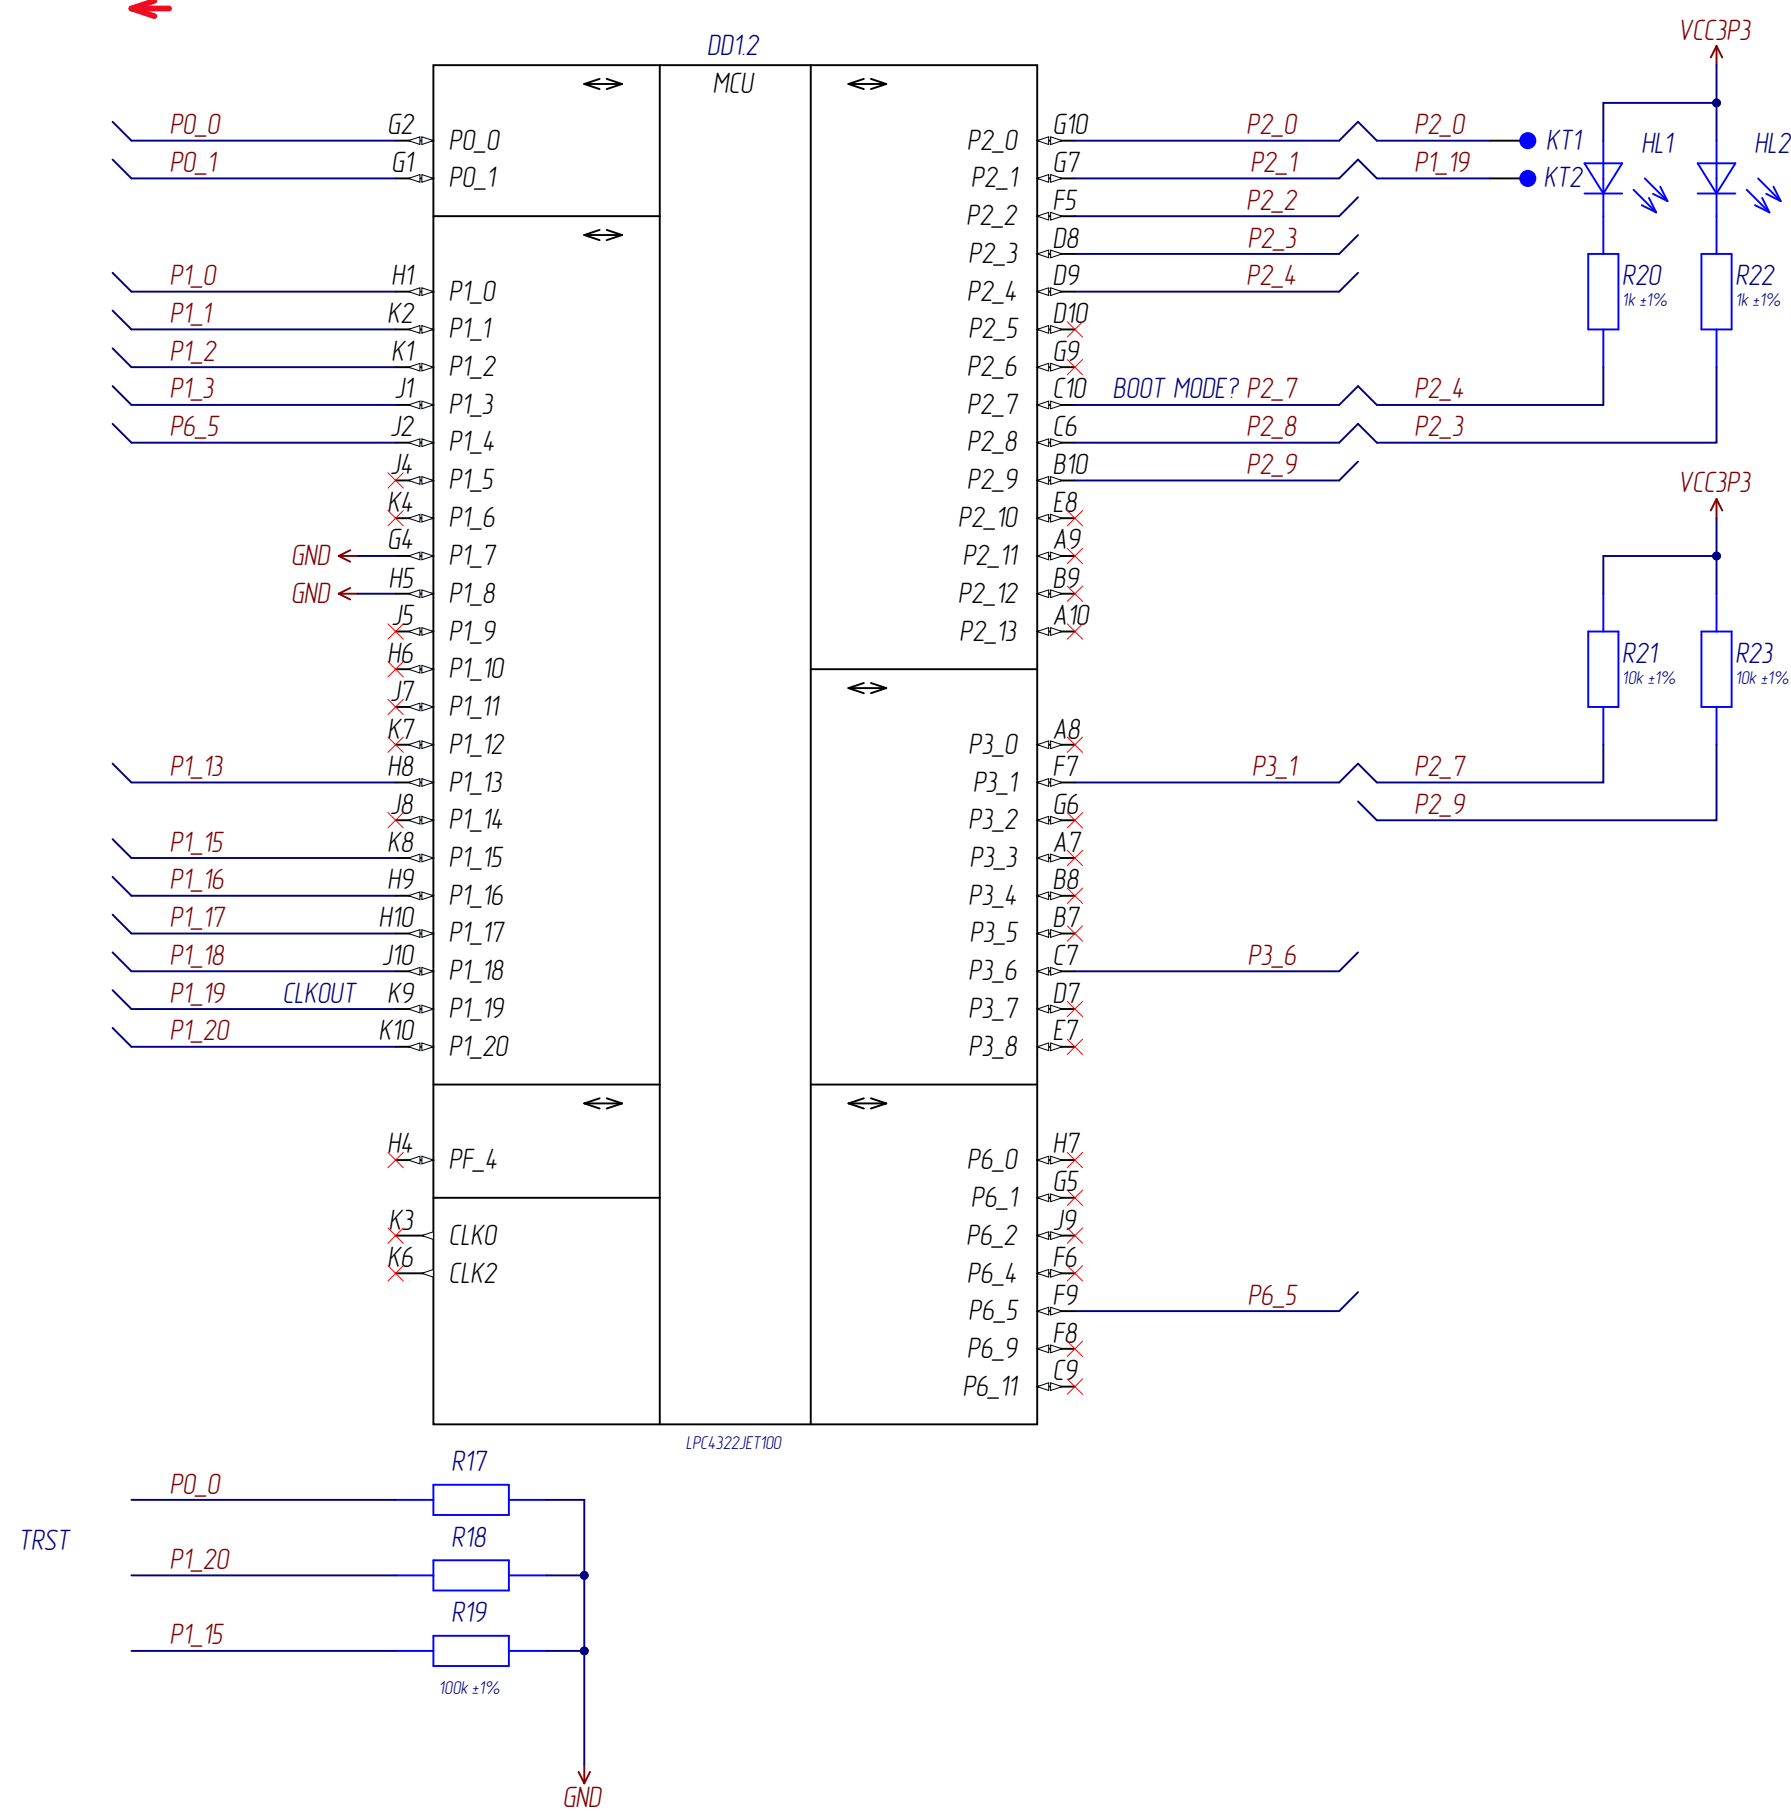 DD1.2
MCU
P0_0 G2 P0_0
P0_1 G1 P0_1
P1_0 H1 P1_0
P1_1 K2 P1_1
P1_2 K1 P1_2
P1_3 J1 P1_3
P6_5 J2 P1_4
J4 P1_5
K4 P1_6
GND G4 P1_7
GND H5 P1_8
J5 P1_9
H6 P1_10
J7 P1_11
K7 P1_12
P1_13 H8 P1_13
J8 P1_14
P1_15 K8 P1_15
P1_16 H9 P1_16
P1_17 H10 P1_17
P1_18 J10 P1_18
P1_19 CLKOUT K9 P1_19
P1_20 K10 P1_20
H4 PF_4
K3 CLK0
K6 CLK2
P2_0 G10 P2_0 P2_0 KT1
P2_1 G7 P2_1 P1_19 KT2
P2_2 F5 P2_2
P2_3 D8 P2_3
P2_4 D9 P2_4
P2_5 D10
P2_6 G9
P2_7 C10 BOOT MODE? P2_7 P2_4
P2_8 C6 P2_8 P2_3
P2_9 B10 P2_9
P2_10 E8
P2_11 A9
P2_12 B9
P2_13 A10
P3_0 A8
P3_1 F7 P3_1 P2_7
P3_2 G6 P2_9
P3_3 A7
P3_4 B8
P3_5 B7
P3_6 C7 P3_6
P3_7 D7
P3_8 E7
P6_0 H7
P6_1 G5
P6_2 J9
P6_4 F6
P6_5 F9 P6_5
P6_9 F8
P6_11 C9
LPC4322JET100
VCC3P3
HL1 HL2
R20 R22
1k ±1% 1k ±1%
VCC3P3
R21 R23
10k ±1% 10k ±1%
R17
P0_0
TRST
R18
P1_20
R19
P1_15
100k ±1%
GND